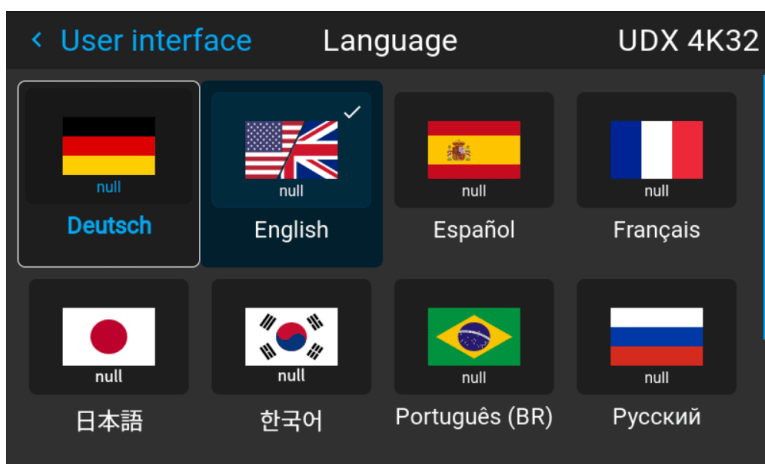 < User interface Language UDX 4K32
null null null null
Deutsch English Español Français
null null null null
日本語 한국어 Português (BR) Русский